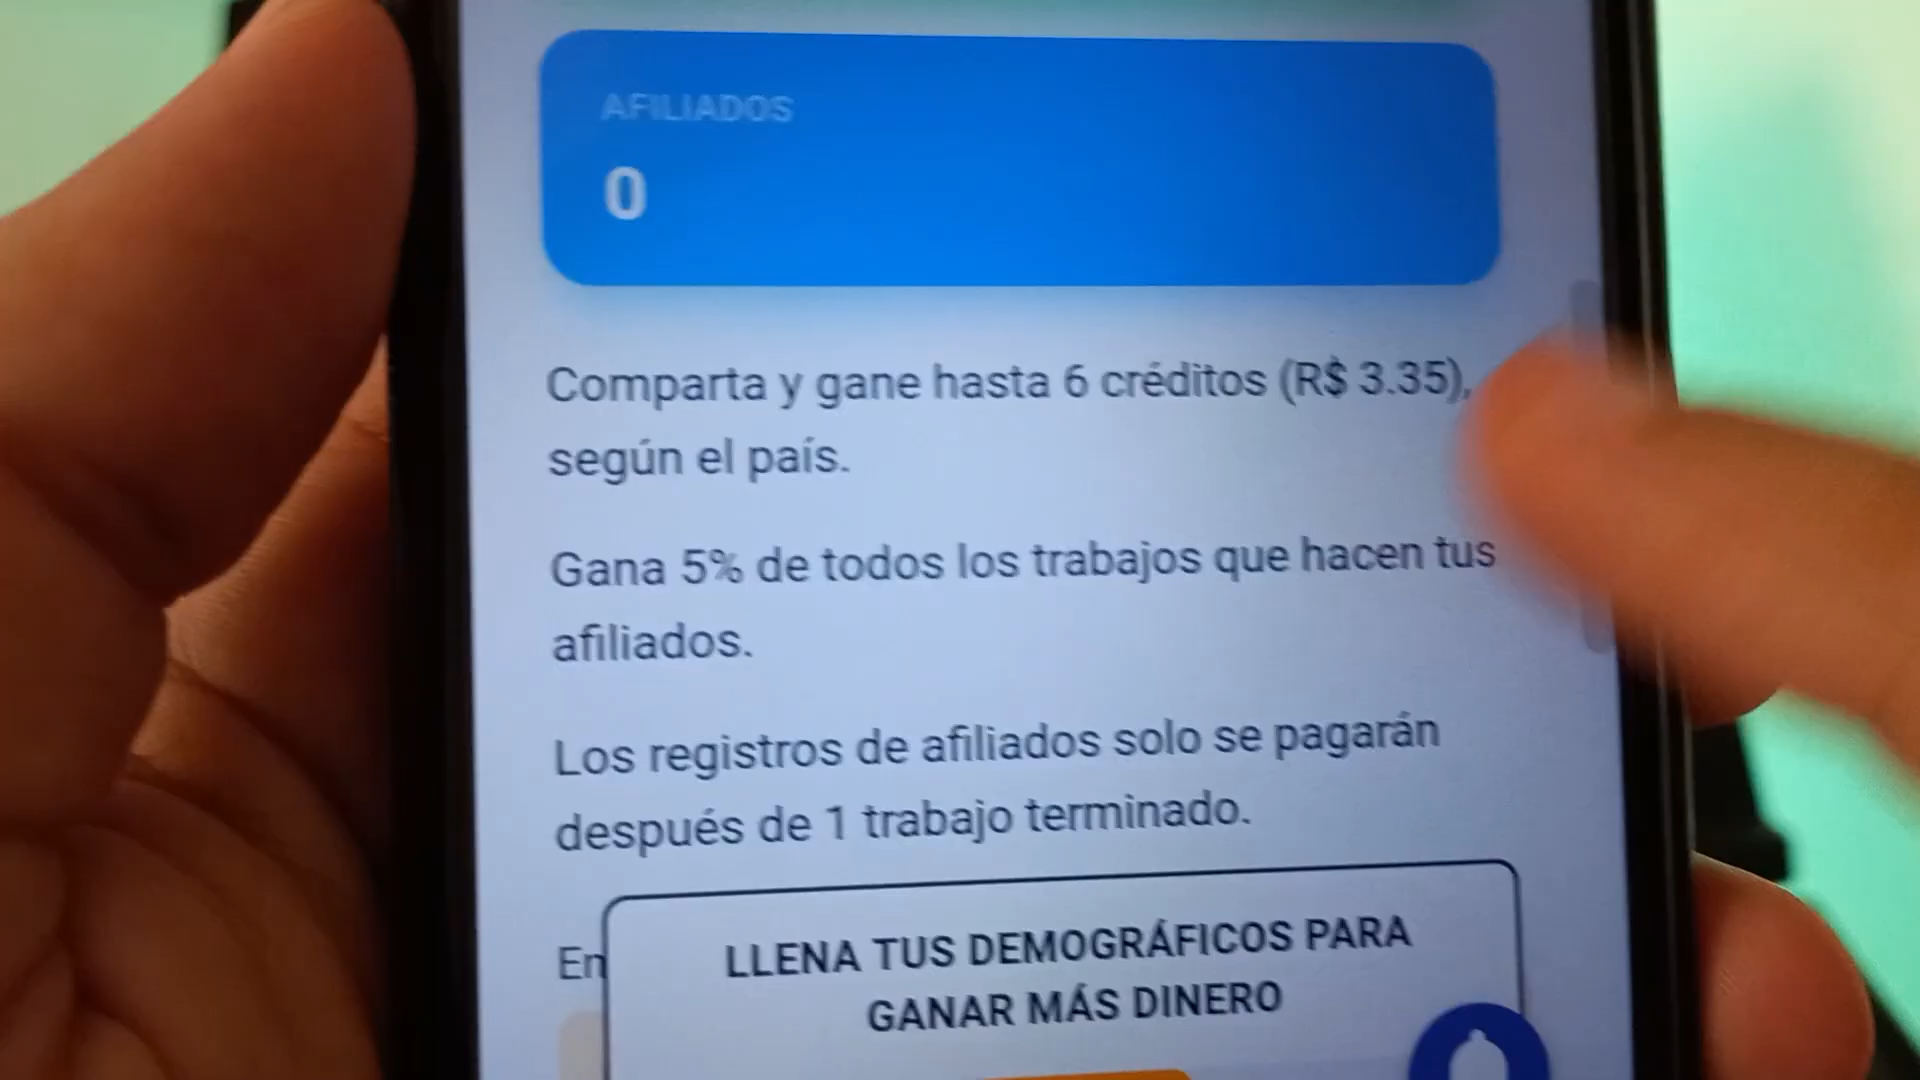 AFILIADOS
0
Comparta y gane hasta 6 créditos (R$ 3.35),
según el país.
Gana 5% de todos los trabajos que hacen tus
afiliados.
Los registros de afiliados solo se pagarán
después de 1 trabajo terminado.
En
LLENA TUS DEMOGRÁFICOS PARA
GANAR MÁS DINERO